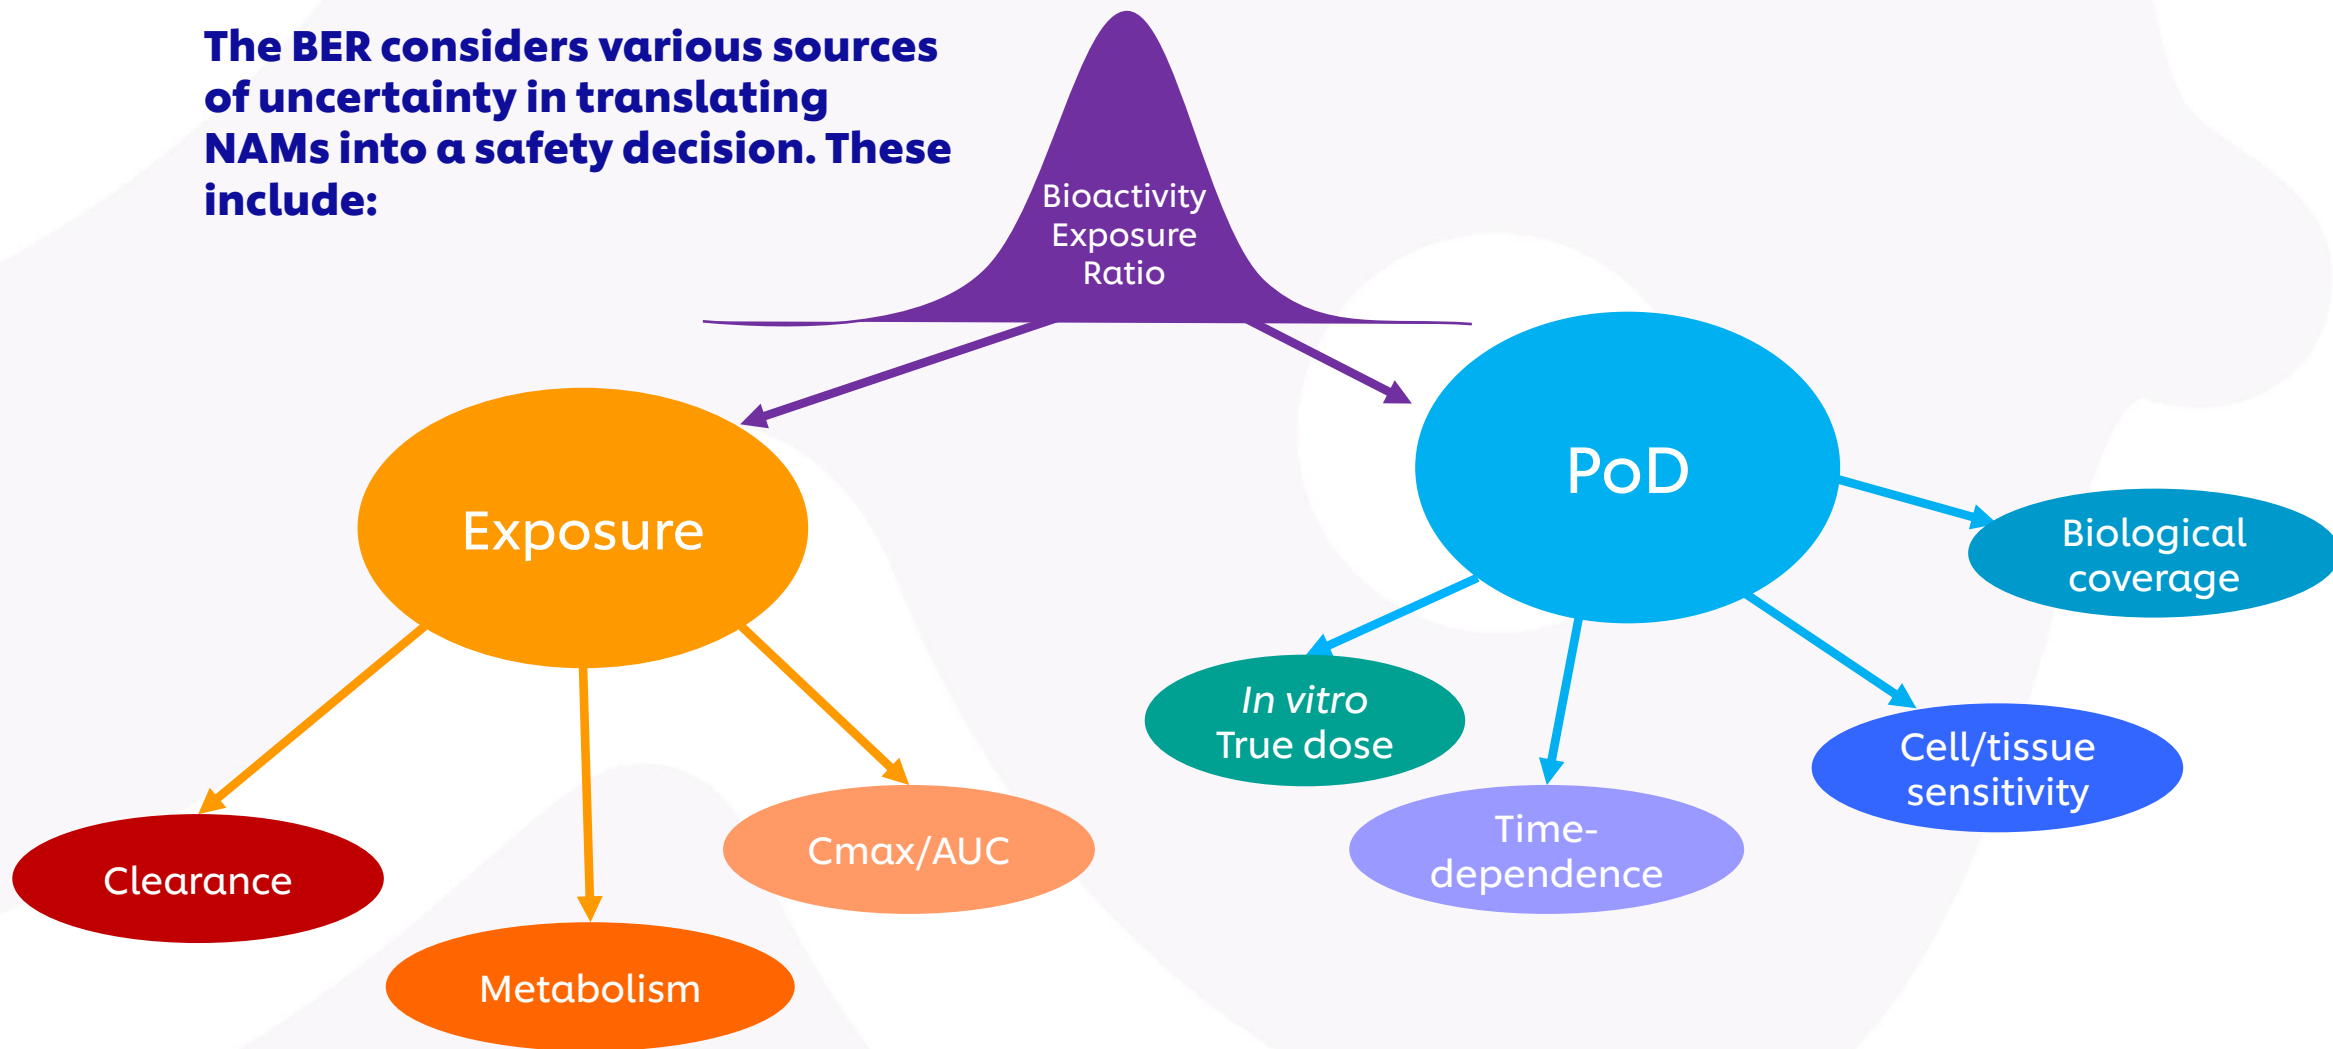 The BER considers various sources
of uncertainty in translating
NAMs into a safety decision. These
include:
Bioactivity
Exposure
Ratio
Exposure
PoD
Biological
coverage
In vitro
True dose
Cell/tissue
sensitivity
Time-
dependence
Cmax/AUC
Clearance
Metabolism